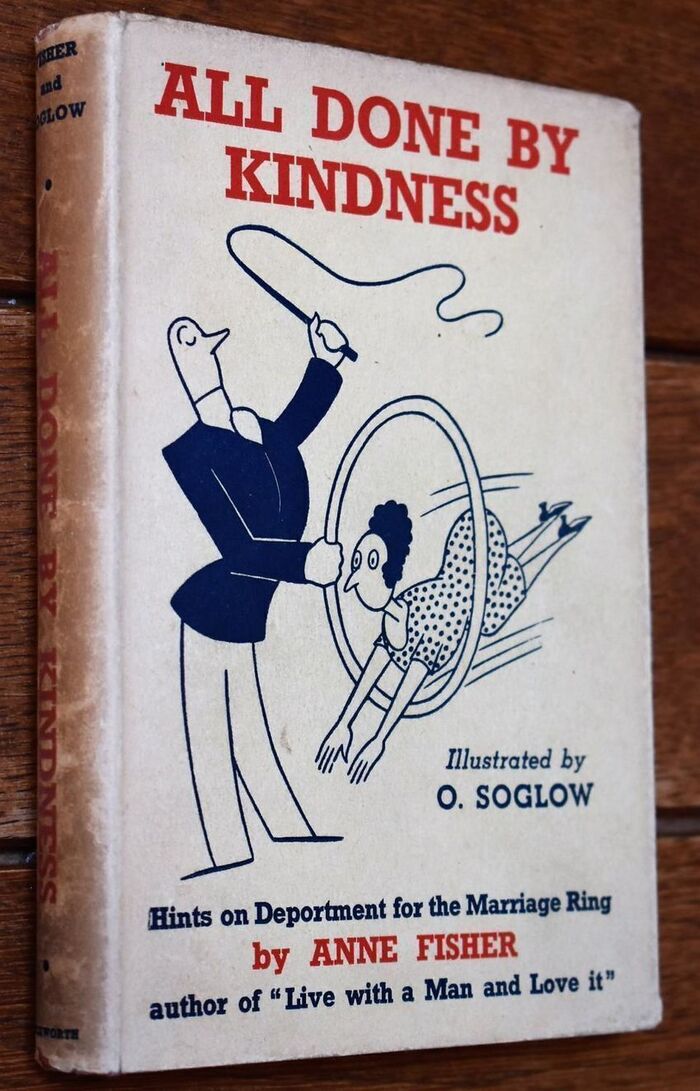 and
ALL DONE BY KINDNESS
ALL DONE BY
KINDNESS
Illustrated by
O. SOGLOW
Hints on Deportment for the Marriage Ring
by ANNE FISHER
author of "Live with a Man and Love it"